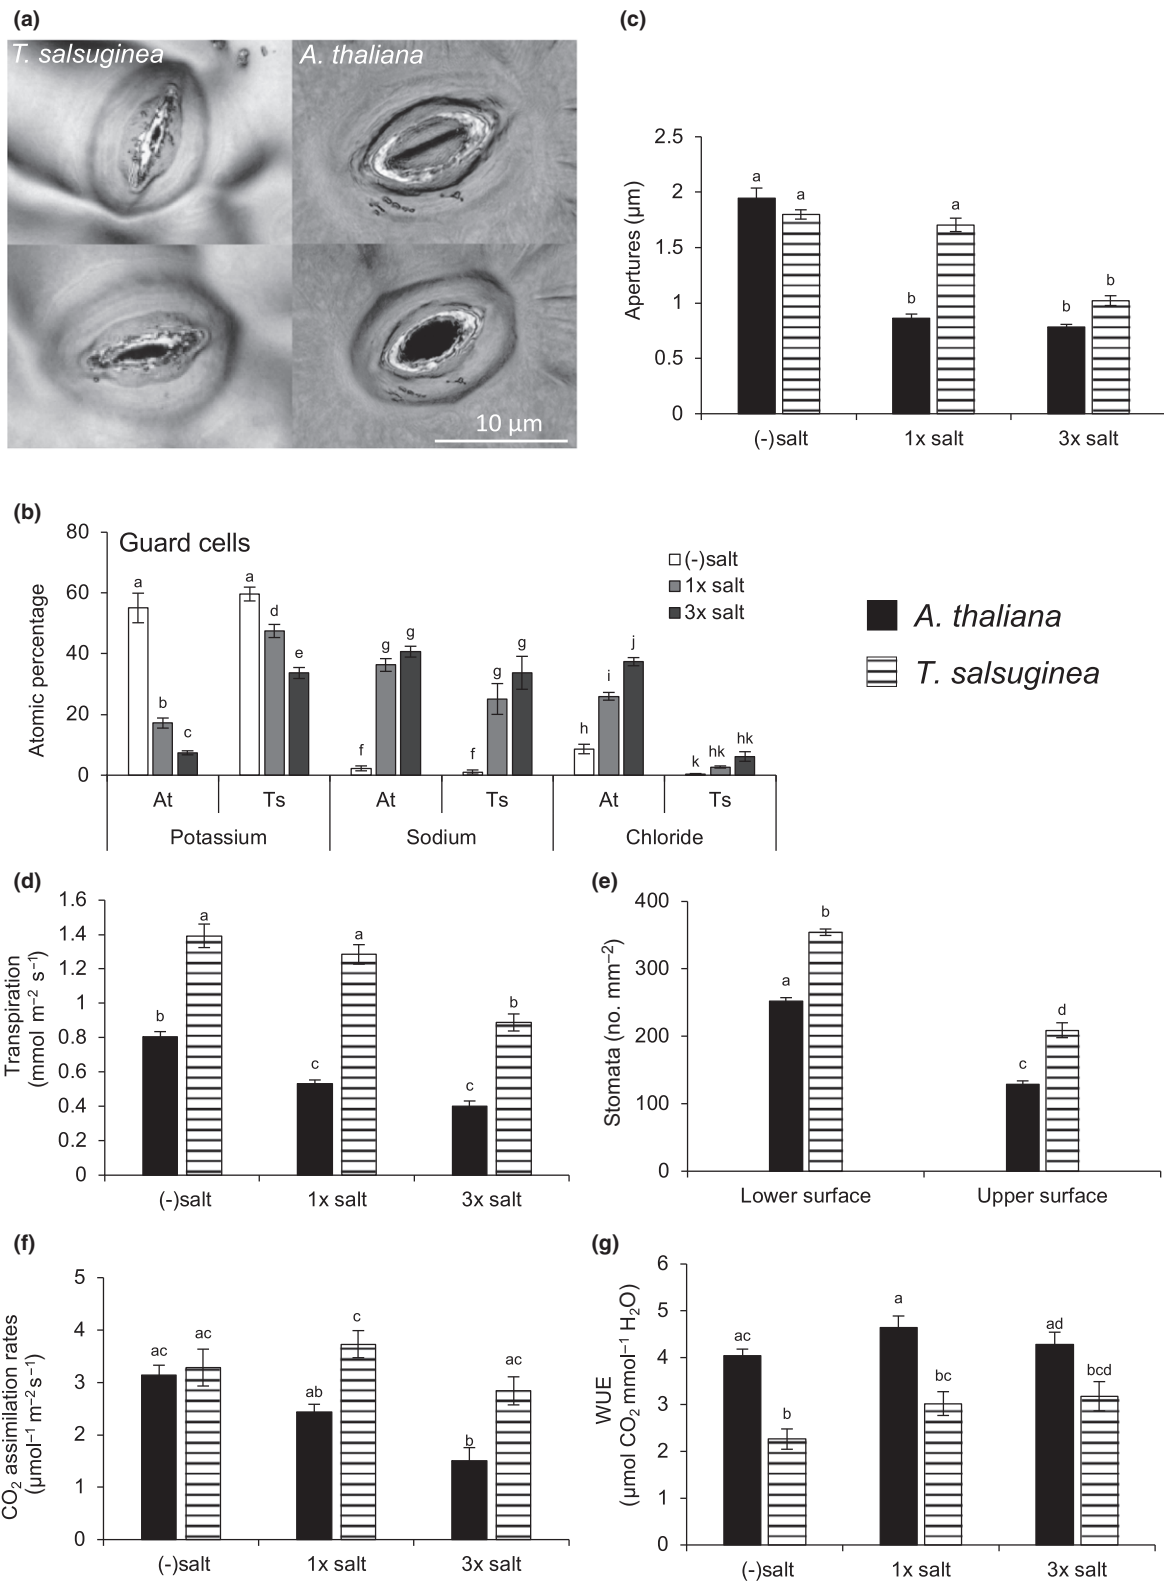 (a)
T. salsuginea
A. thaliana
10 µm
(c)
Apertures (µm)
2.5
2
1.5
1
0.5
0
a
a
b
a
b
b
(-)salt
1x salt
3x salt
(b)
Guard cells
Atomic percentage
80
60
40
20
0
(-)salt
1x salt
3x salt
a
b
c
a
d
e
f
g
g
f
g
g
h
i
j
k
hk
hk
At
Ts
At
Ts
At
Ts
Potassium
Sodium
Chloride
A. thaliana
T. salsuginea
(d)
Transpiration
(mmol m⁻² s⁻¹)
1.6
1.4
1.2
1
0.8
0.6
0.4
0.2
0
b
a
c
a
c
b
(-)salt
1x salt
3x salt
(e)
Stomata (no. mm⁻²)
400
300
200
100
0
a
b
c
d
Lower surface
Upper surface
(f)
CO₂ assimilation rates
(µmol⁻¹ m⁻² s⁻¹)
5
4
3
2
1
0
ac
ac
ab
c
b
ac
(-)salt
1x salt
3x salt
(g)
WUE
(µmol CO₂ mmol⁻¹ H₂O)
6
5
4
3
2
1
0
ac
b
a
bc
ad
bcd
(-)salt
1x salt
3x salt